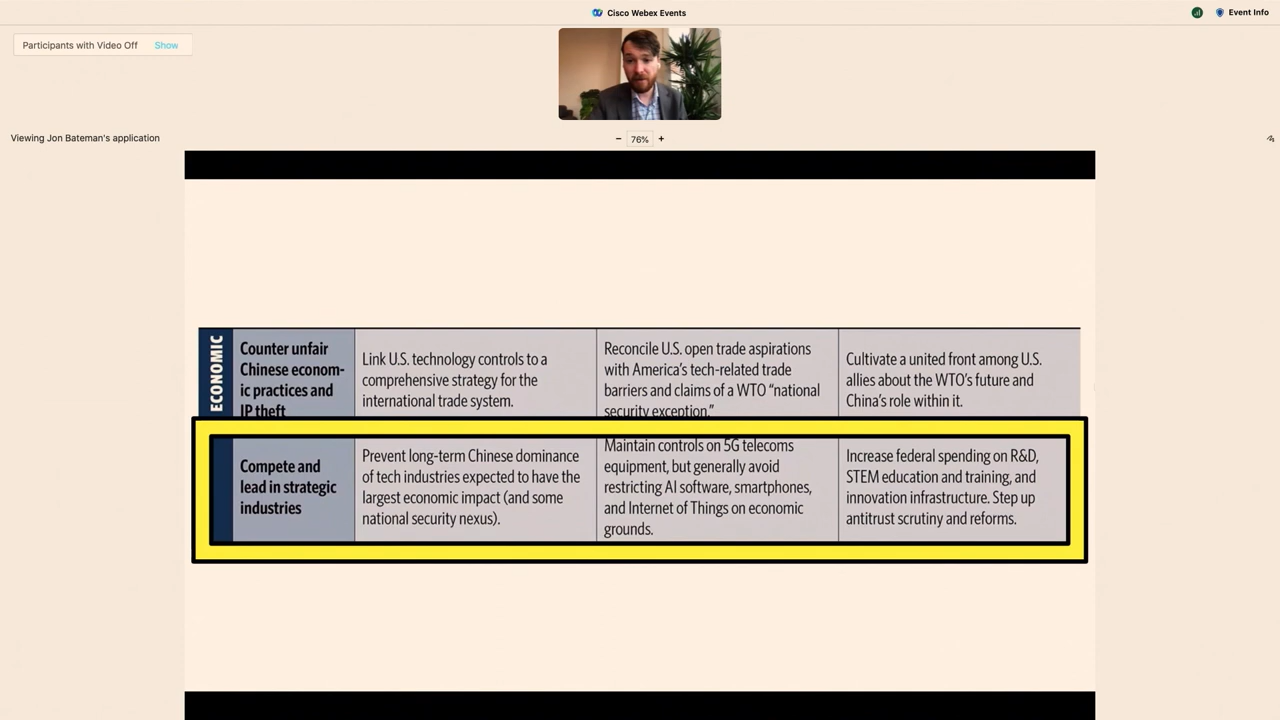 Cisco Webex Events
Event Info
Participants with Video Off Show
Viewing Jon Bateman's application
76%
ECONOMIC
Counter unfair
Chinese econom-
ic practices and
IP theft
Link U.S. technology controls to a
comprehensive strategy for the
international trade system.
Reconcile U.S. open trade aspirations
with America's tech-related trade
barriers and claims of a WTO “national
security exception.”
Cultivate a united front among U.S.
allies about the WTO's future and
China's role within it.
Compete and
lead in strategic
industries
Prevent long-term Chinese dominance
of tech industries expected to have the
largest economic impact (and some
national security nexus).
Maintain controls on 5G telecoms
equipment, but generally avoid
restricting AI software, smartphones,
and Internet of Things on economic
grounds.
Increase federal spending on R&D,
STEM education and training, and
innovation infrastructure. Step up
antitrust scrutiny and reforms.